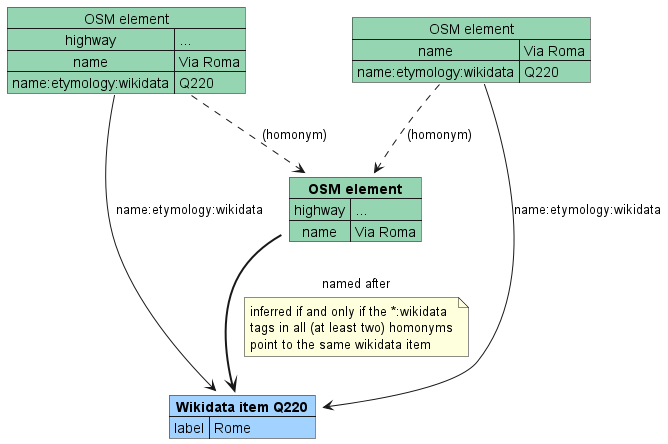 OSM element
highway ...
name Via Roma
name:etymology:wikidata Q220
OSM element
name Via Roma
name:etymology:wikidata Q220
(homonym)
(homonym)
OSM element
highway ...
name Via Roma
name:etymology:wikidata
name:etymology:wikidata
named after
inferred if and only if the *:wikidata
tags in all (at least two) homonyms
point to the same wikidata item
Wikidata item Q220
label Rome